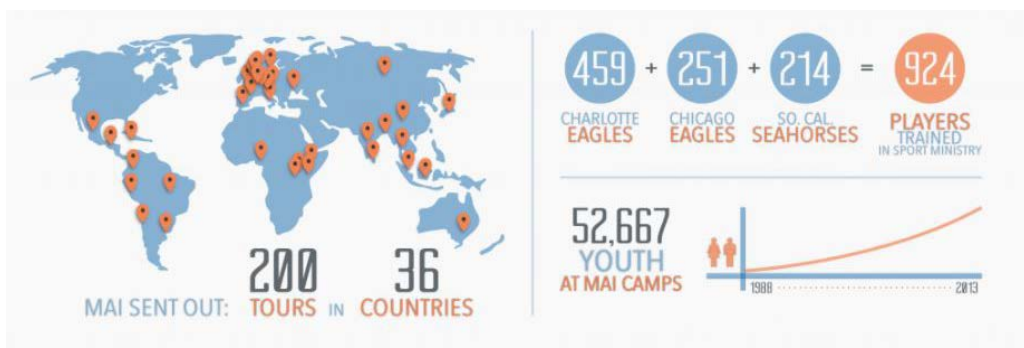 200 36
MAI SENT OUT: TOURS IN COUNTRIES
459 + 251 + 214 = 924
CHARLOTTE EAGLES
CHICAGO EAGLES
SO. CAL. SEAHORSES
PLAYERS
TRAINED
IN SPORT MINISTRY
52,667
YOUTH
AT MAI CAMPS
1988 2013